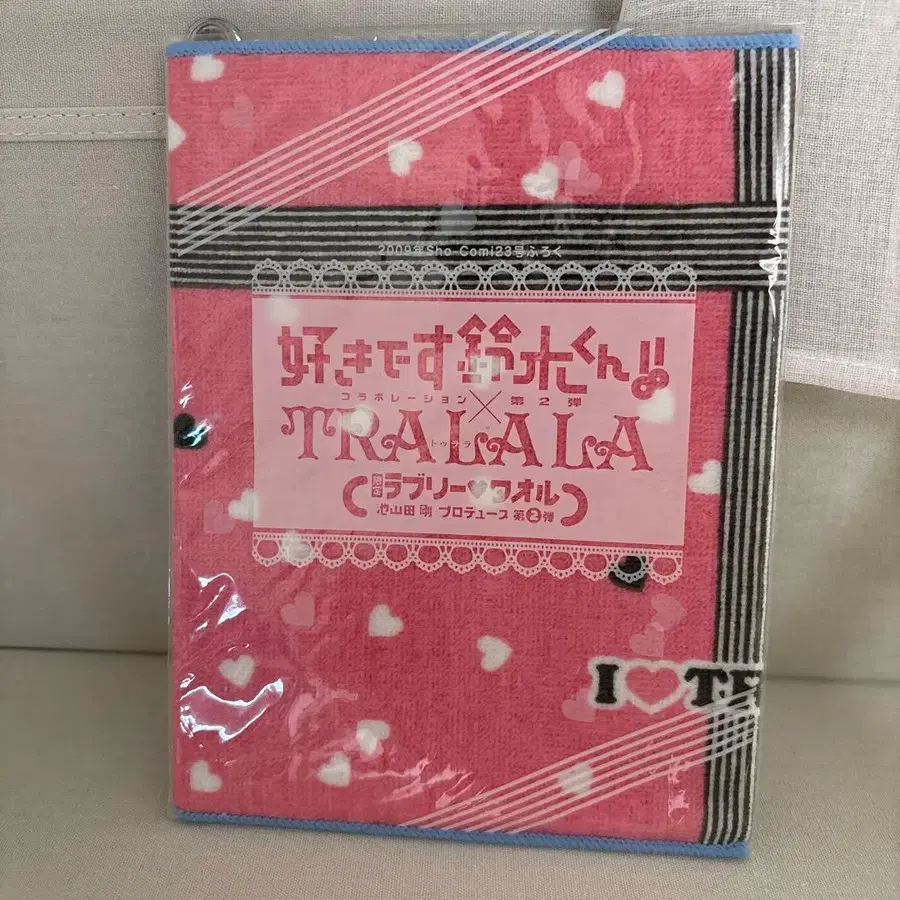 2009年Sho-Comi23号ふろく
好きです鈴木くん!!
コラボレーション×第2弾
TRALALA
トゥララ
限定ラブリー♥タオル
池山田 剛 プロデュース 第2弾
I♥TR